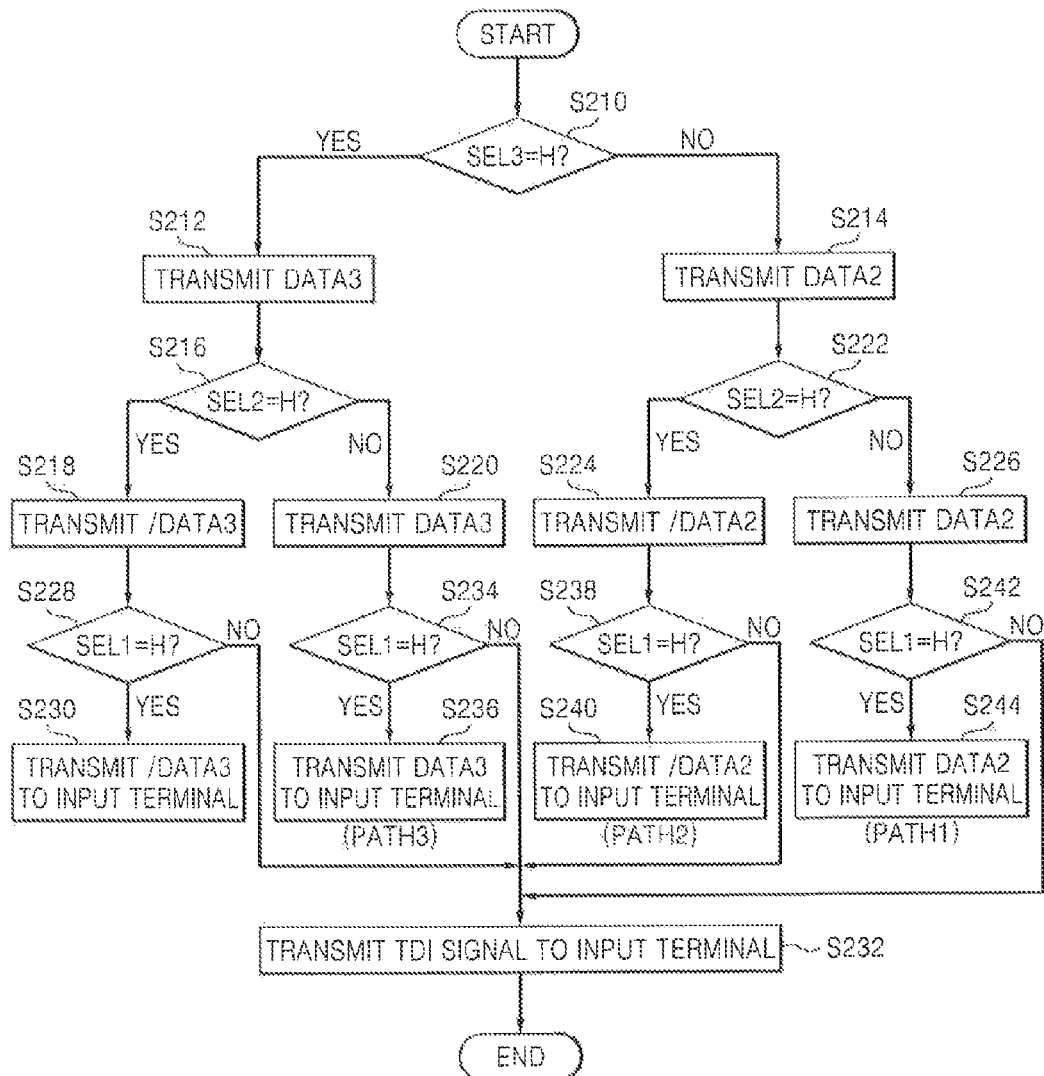 START
S210
YES
SEL3=H?
NO
S212
S214
TRANSMIT DATA3
TRANSMIT DATA2
S216
S222
SEL2=H?
SEL2=H?
YES
NO
YES
NO
S218
S220
S224
S226
TRANSMIT /DATA3
TRANSMIT DATA3
TRANSMIT /DATA2
TRANSMIT DATA2
S228
S234
S238
S242
SEL1=H?
NO
SEL1=H?
NO
SEL1=H?
NO
SEL1=H?
NO
S230
YES
YES
S236
S240
YES
YES
S244
TRANSMIT /DATA3
TO INPUT TERMINAL
TRANSMIT DATA3
TO INPUT TERMINAL
(PATH3)
TRANSMIT /DATA2
TO INPUT TERMINAL
(PATH2)
TRANSMIT DATA2
TO INPUT TERMINAL
(PATH1)
TRANSMIT TDI SIGNAL TO INPUT TERMINAL
S232
END